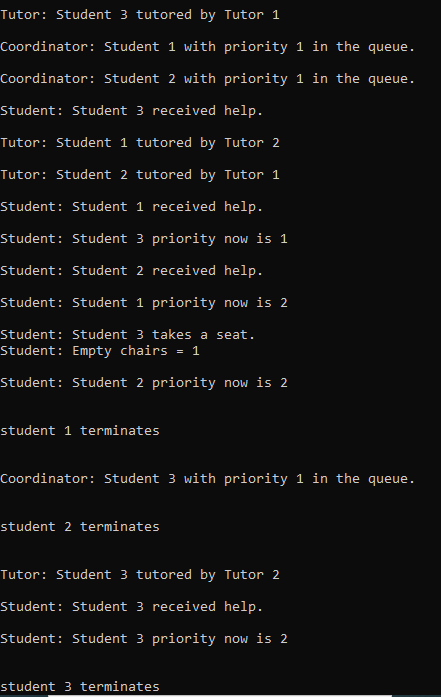 Tutor: Student 3 tutored by Tutor 1
Coordinator: Student 1 with priority 1 in the queue.
Coordinator: Student 2 with priority 1 in the queue.
Student: Student 3 received help.
Tutor: Student 1 tutored by Tutor 2
Tutor: Student 2 tutored by Tutor 1
Student: Student 1 received help.
Student: Student 3 priority now is 1
Student: Student 2 received help.
Student: Student 1 priority now is 2
Student: Student 3 takes a seat.
Student: Empty chairs = 1
Student: Student 2 priority now is 2
student 1 terminates
Coordinator: Student 3 with priority 1 in the queue.
student 2 terminates
Tutor: Student 3 tutored by Tutor 2
Student: Student 3 received help.
Student: Student 3 priority now is 2
student 3 terminates